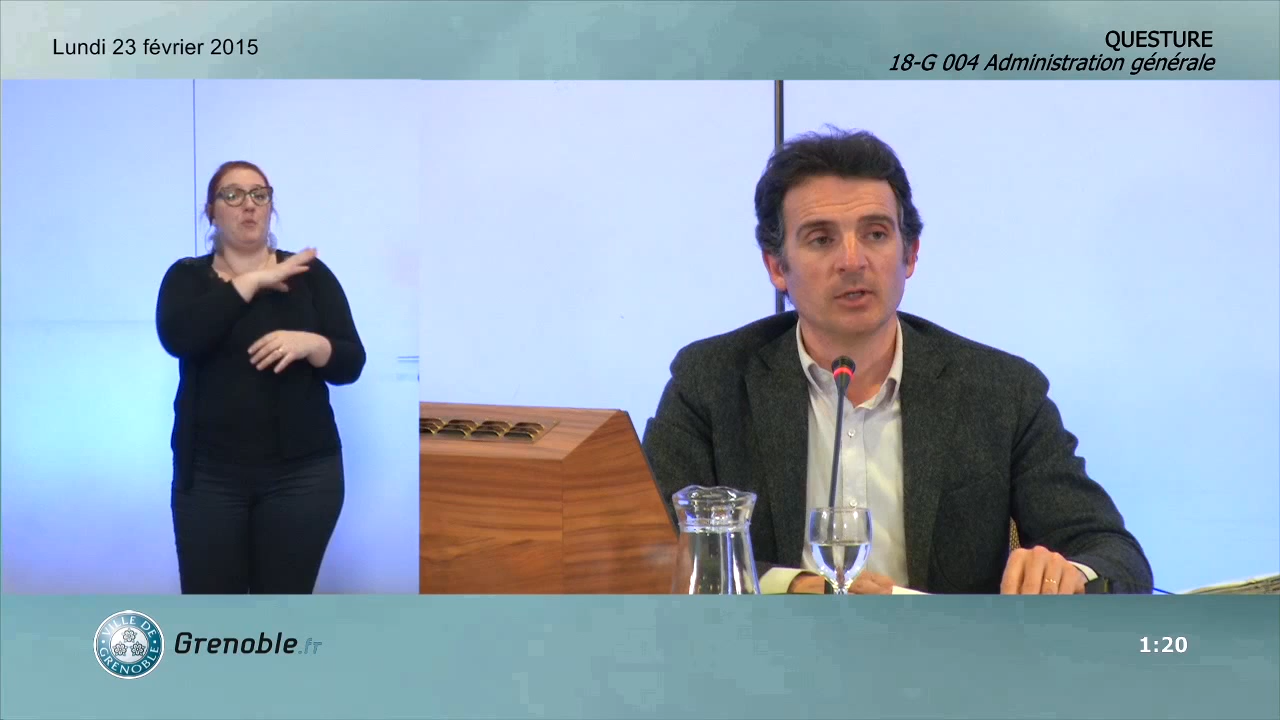 Lundi 23 février 2015
QUESTURE
18-G 004 Administration générale
VILLE DE GRENOBLE
Grenoble.fr
1:20